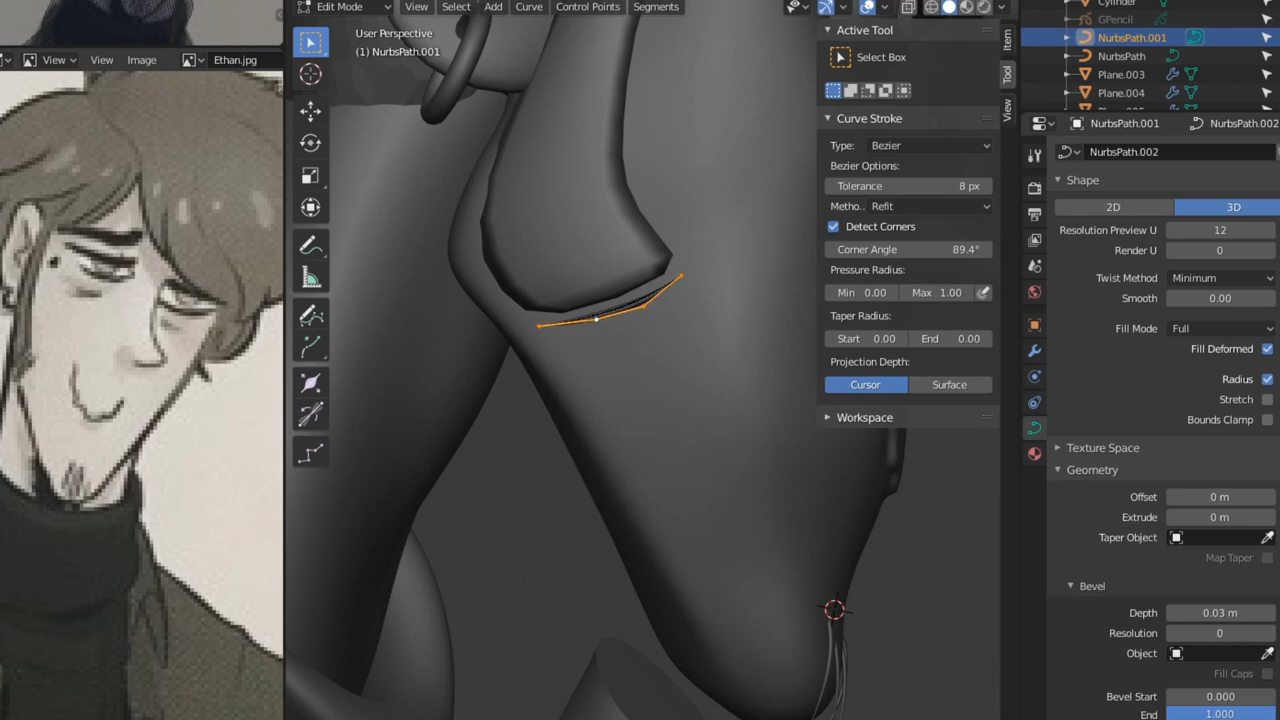 Edit Mode
View
Select
Add
Curve
Control Points
Segments
View
View
Image
Ethan.jpg
User Perspective
(1) NurbsPath.001
Active Tool
Select Box
Curve Stroke
Type:
Bezier
Bezier Options:
Tolerance
8 px
Metho..
Refit
Detect Corners
Corner Angle
89.4°
Pressure Radius:
Min 0.00
Max 1.00
Taper Radius:
Start 0.00
End 0.00
Projection Depth:
Cursor
Surface
Workspace
Item
Tool
View
Cylinder
GPencil
NurbsPath.001
NurbsPath
Plane.003
Plane.004
NurbsPath.001
NurbsPath.002
NurbsPath.002
Shape
2D
3D
Resolution Preview U
12
Render U
0
Twist Method
Minimum
Smooth
0.00
Fill Mode
Full
Fill Deformed
Radius
Stretch
Bounds Clamp
Texture Space
Geometry
Offset
0 m
Extrude
0 m
Taper Object
Map Taper
Bevel
Depth
0.03 m
Resolution
0
Object
Fill Caps
Bevel Start
0.000
End
1.000